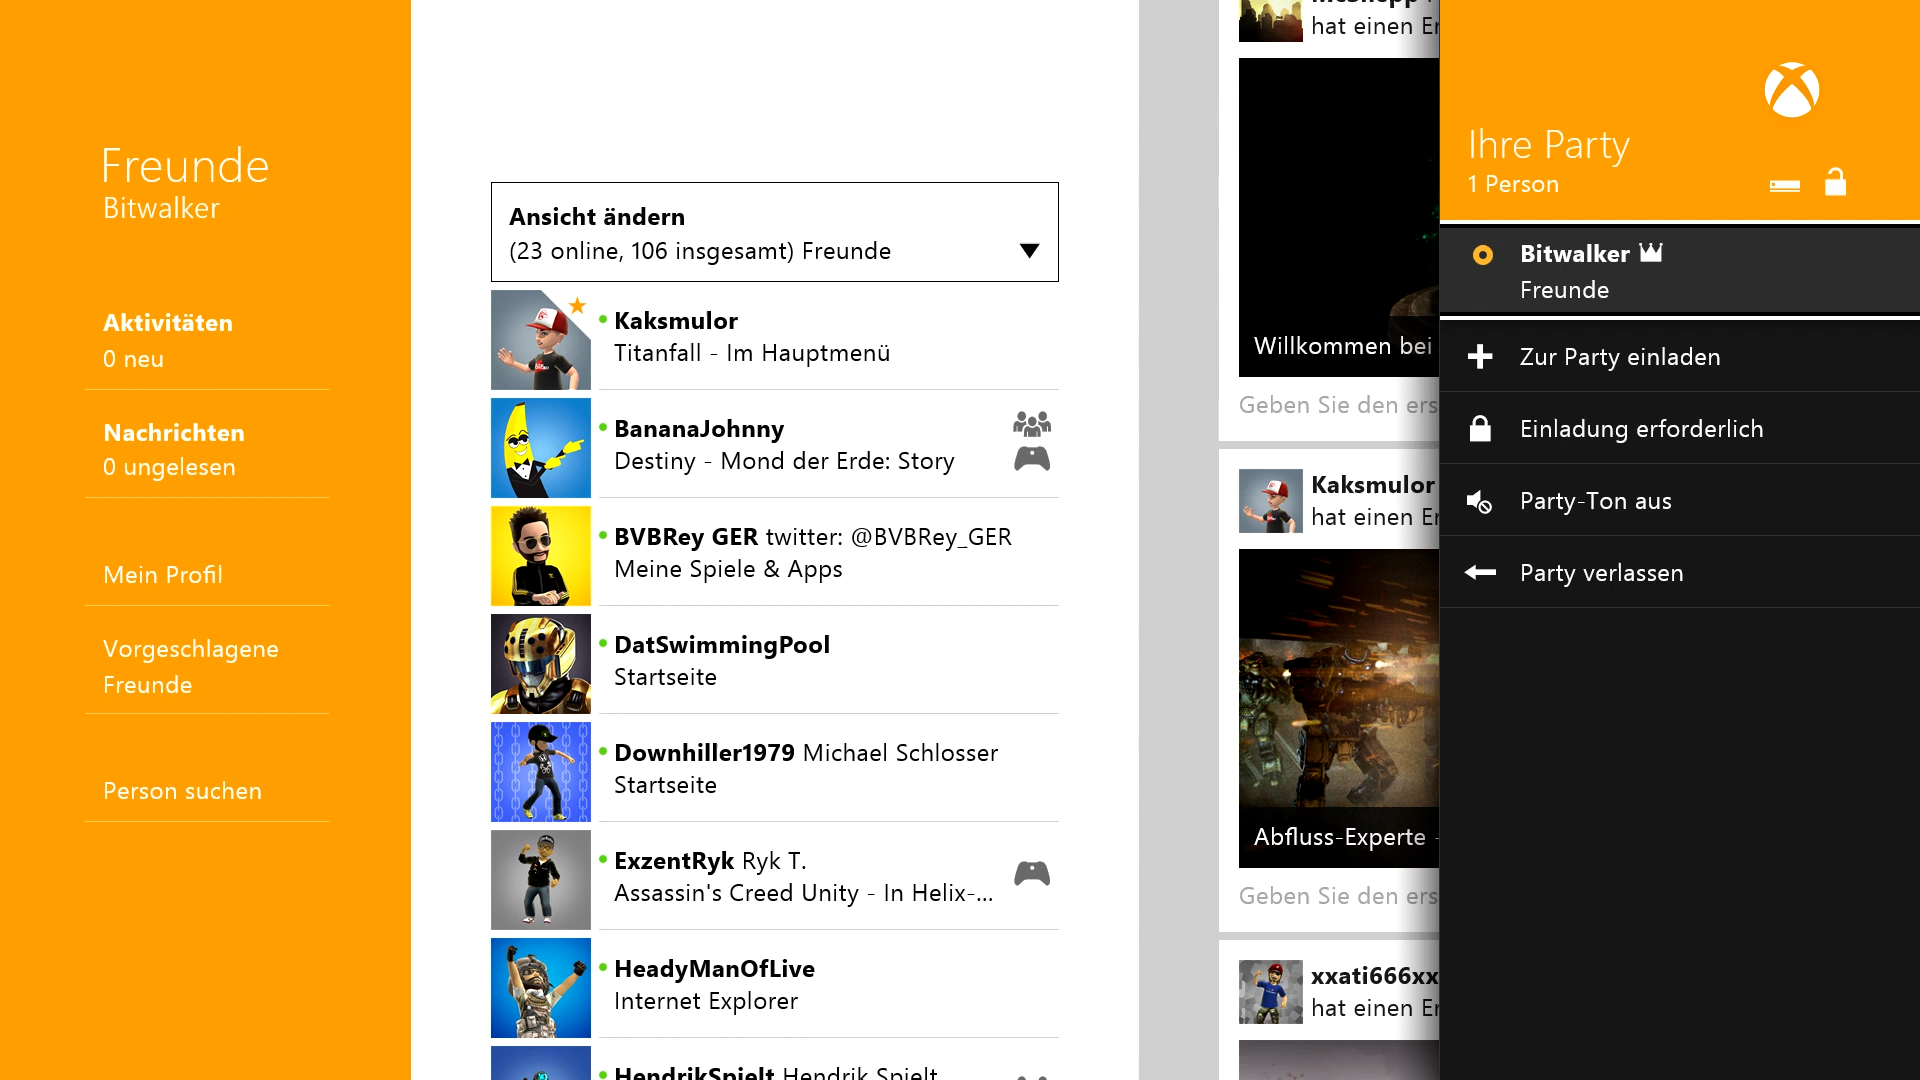 Freunde
Bitwalker
Aktivitäten
0 neu
Nachrichten
0 ungelesen
Mein Profil
Vorgeschlagene
Freunde
Person suchen
Ansicht ändern
(23 online, 106 insgesamt) Freunde
Kaksmulor
Titanfall - Im Hauptmenü
BananaJohnny
Destiny - Mond der Erde: Story
BVBRey GER twitter: @BVBRey_GER
Meine Spiele & Apps
DatSwimmingPool
Startseite
Downhiller1979 Michael Schlosser
Startseite
ExzentRyk Ryk T.
Assassin's Creed Unity - In Helix-...
HeadyManOfLive
Internet Explorer
HendrikSpielt Hendrik Spielt
hat einen Er
Willkommen bei
Geben Sie den ers
Kaksmulor
hat einen Er
Abfluss-Experte -
Geben Sie den ers
xxati666xx
hat einen Er
Ihre Party
1 Person
Bitwalker
Freunde
Zur Party einladen
Einladung erforderlich
Party-Ton aus
Party verlassen